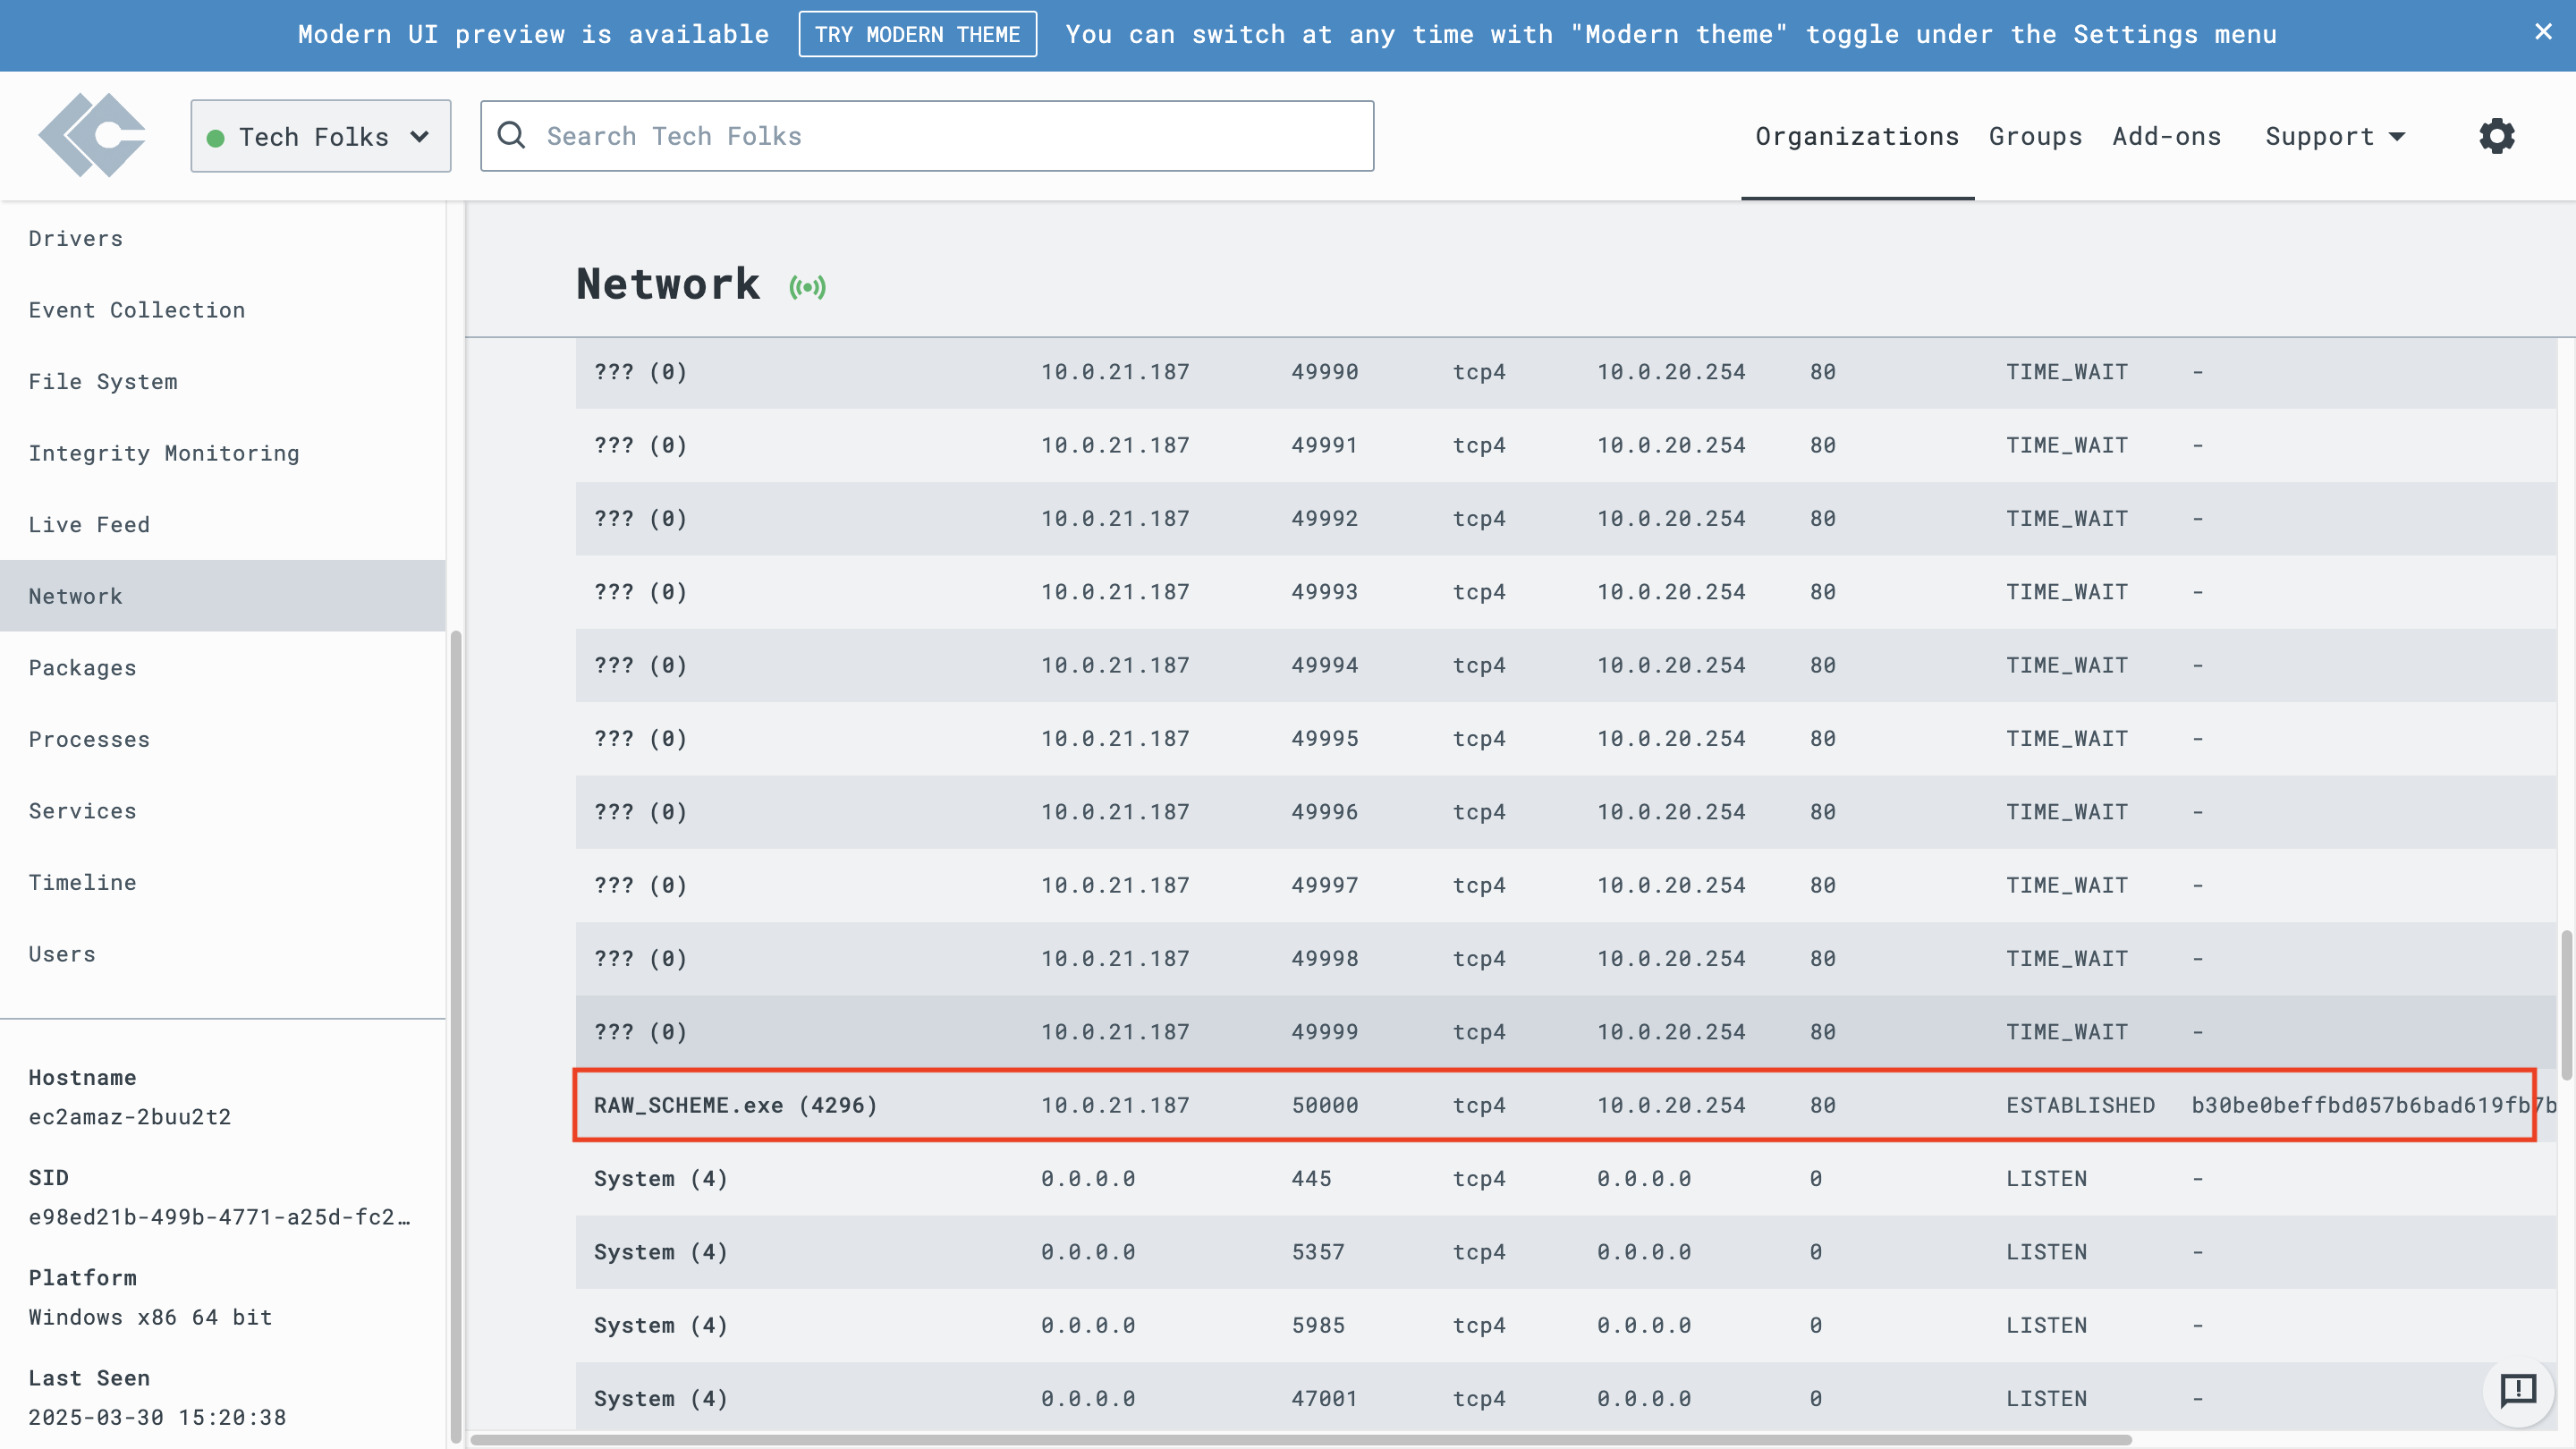 Modern UI preview is available TRY MODERN THEME You can switch at any time with "Modern theme" toggle under the Settings menu
Tech Folks Search Tech Folks Organizations Groups Add-ons Support
Drivers
Event Collection
File System
Integrity Monitoring
Live Feed
Network
Packages
Processes
Services
Timeline
Users
Hostname
ec2amaz-2buu2t2
SID
e98ed21b-499b-4771-a25d-fc2…
Platform
Windows x86 64 bit
Last Seen
2025-03-30 15:20:38
Network
??? (0) 10.0.21.187 49990 tcp4 10.0.20.254 80 TIME_WAIT -
??? (0) 10.0.21.187 49991 tcp4 10.0.20.254 80 TIME_WAIT -
??? (0) 10.0.21.187 49992 tcp4 10.0.20.254 80 TIME_WAIT -
??? (0) 10.0.21.187 49993 tcp4 10.0.20.254 80 TIME_WAIT -
??? (0) 10.0.21.187 49994 tcp4 10.0.20.254 80 TIME_WAIT -
??? (0) 10.0.21.187 49995 tcp4 10.0.20.254 80 TIME_WAIT -
??? (0) 10.0.21.187 49996 tcp4 10.0.20.254 80 TIME_WAIT -
??? (0) 10.0.21.187 49997 tcp4 10.0.20.254 80 TIME_WAIT -
??? (0) 10.0.21.187 49998 tcp4 10.0.20.254 80 TIME_WAIT -
??? (0) 10.0.21.187 49999 tcp4 10.0.20.254 80 TIME_WAIT -
RAW_SCHEME.exe (4296) 10.0.21.187 50000 tcp4 10.0.20.254 80 ESTABLISHED b30be0beffbd057b6bad619fb7b
System (4) 0.0.0.0 445 tcp4 0.0.0.0 0 LISTEN -
System (4) 0.0.0.0 5357 tcp4 0.0.0.0 0 LISTEN -
System (4) 0.0.0.0 5985 tcp4 0.0.0.0 0 LISTEN -
System (4) 0.0.0.0 47001 tcp4 0.0.0.0 0 LISTEN -